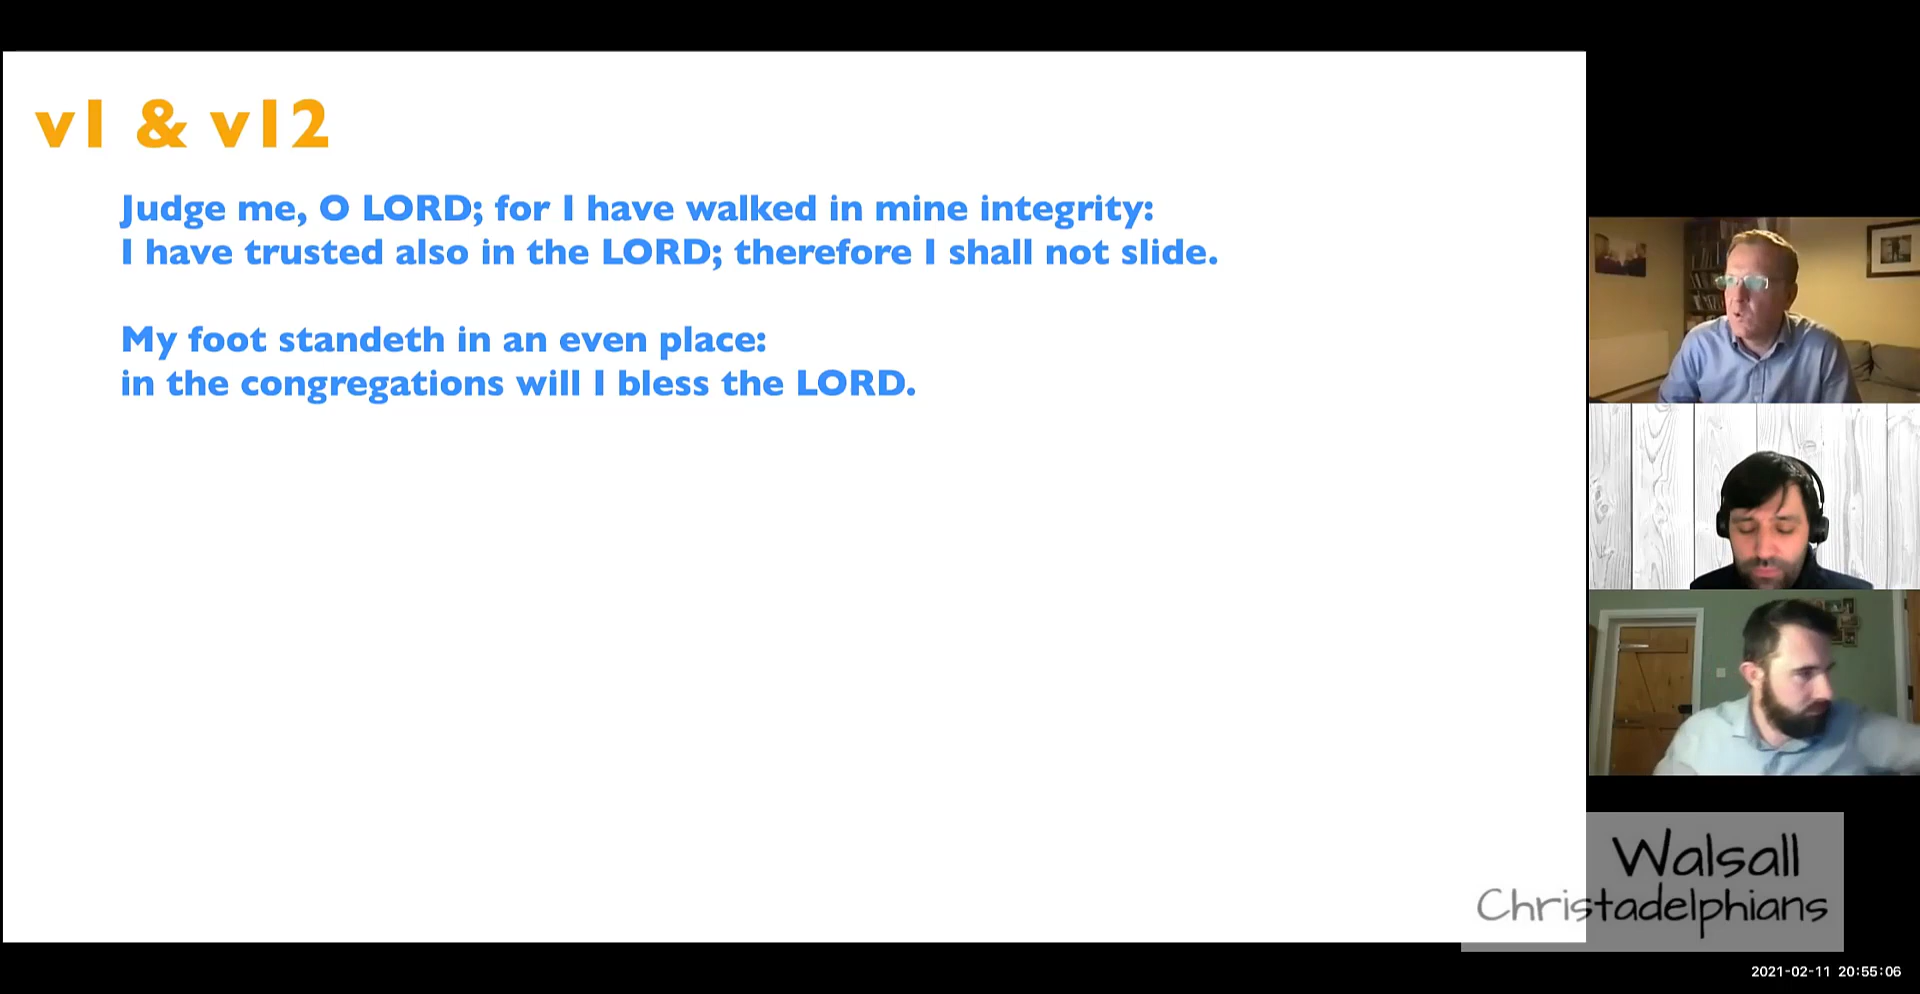 v1 & v12
Judge me, O LORD; for I have walked in mine integrity:
I have trusted also in the LORD; therefore I shall not slide.
My foot standeth in an even place:
in the congregations will I bless the LORD.
Walsall
Christadelphians
2021-02-11 20:55:06